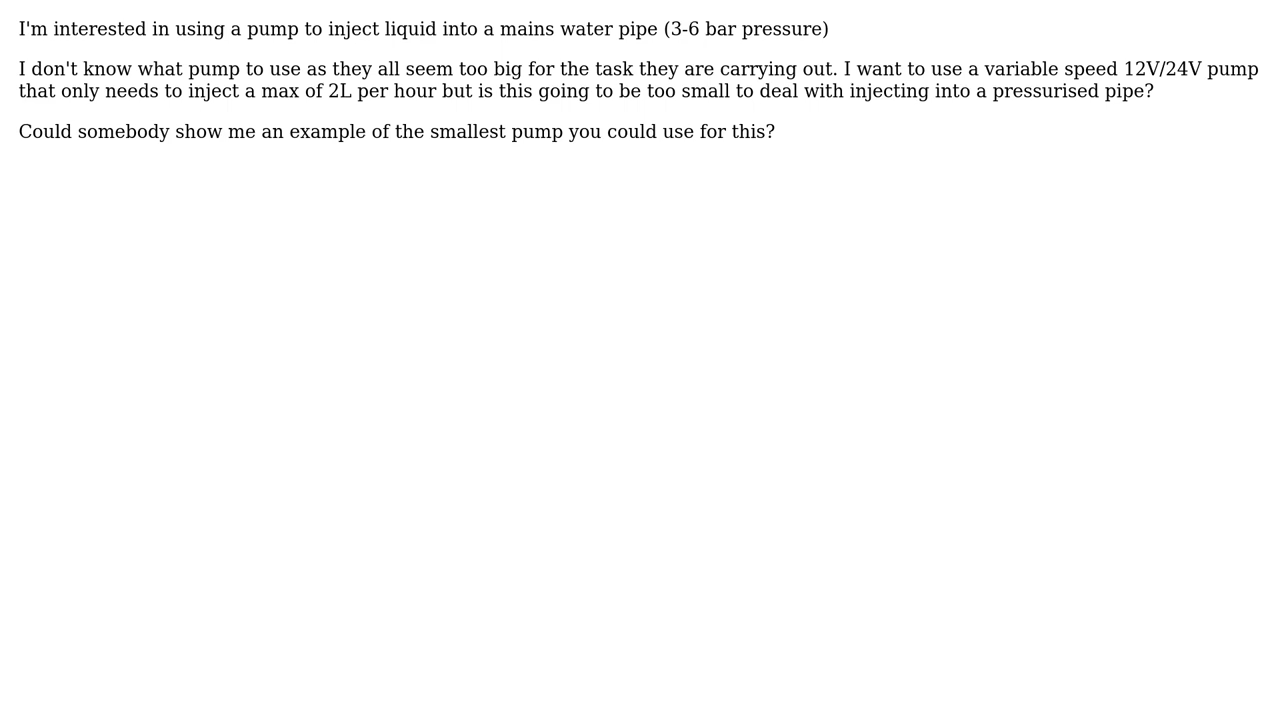 I'm interested in using a pump to inject liquid into a mains water pipe (3-6 bar pressure)
I don't know what pump to use as they all seem too big for the task they are carrying out. I want to use a variable speed 12V/24V pump
that only needs to inject a max of 2L per hour but is this going to be too small to deal with injecting into a pressurised pipe?
Could somebody show me an example of the smallest pump you could use for this?